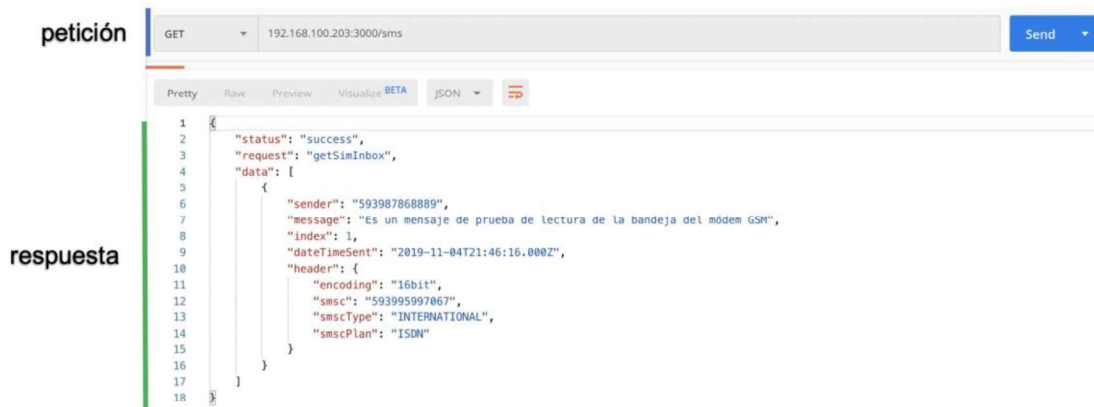 petición
GET 192.168.100.203:3000/sms Send
Pretty Raw Preview Visualize BETA JSON
respuesta
1 {
2 "status": "success",
3 "request": "getSimInbox",
4 "data": [
5 {
6 "sender": "593987868889",
7 "message": "Es un mensaje de prueba de lectura de la bandeja del módem GSM",
8 "index": 1,
9 "dateTimeSent": "2019-11-04T21:46:16.000Z",
10 "header": {
11 "encoding": "16bit",
12 "smsc": "593995997067",
13 "smscType": "INTERNATIONAL",
14 "smscPlan": "ISDN"
15 }
16 }
17 ]
18 }